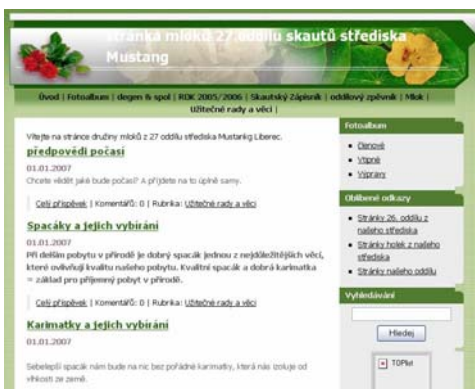 stránka mloků 27.oddílu skautů střediska
Mustang
Úvod | Fotoalbum | degen & spol | RDK 2005/2006 | Skautský Zápisník | oddílový zpěvník | Mlok |
Užitečné rady a věci |
Vítejte na stránce družiny mloků z 27 oddílu střediska Mustankg Liberec.
předpovědi počasí
01.01.2007
Chcete vědět jaké bude počasí? A přijdete na to úplně samy.
Celý příspěvek | Komentářů: 0 | Rubrika: Užitečné rady a věci
Spacáky a jejich vybírání
01.01.2007
Při delším pobytu v přírodě je dobrý spacák jednou z nejdůležitějších věcí,
které ovlivňují kvalitu našeho pobytu. Kvalitní spacák a dobrá karimatka
= základ pro příjemný pobyt v přírodě.
Celý příspěvek | Komentářů: 0 | Rubrika: Užitečné rady a věci
Karimatky a jejich vybírání
01.01.2007
Sebelepší spacák nám bude na nic bez pořádné karimatky, která nás izoluje od
vlhkosti ze země.
Fotoalbum
Členové
Vtipné
Výpravy
Oblíbené odkazy
Stránky 26. oddílu z
našeho střediska
Stránky holek z našeho
střediska
Stránky našeho oddílu
Vyhledávání
Hledej
TOPlist